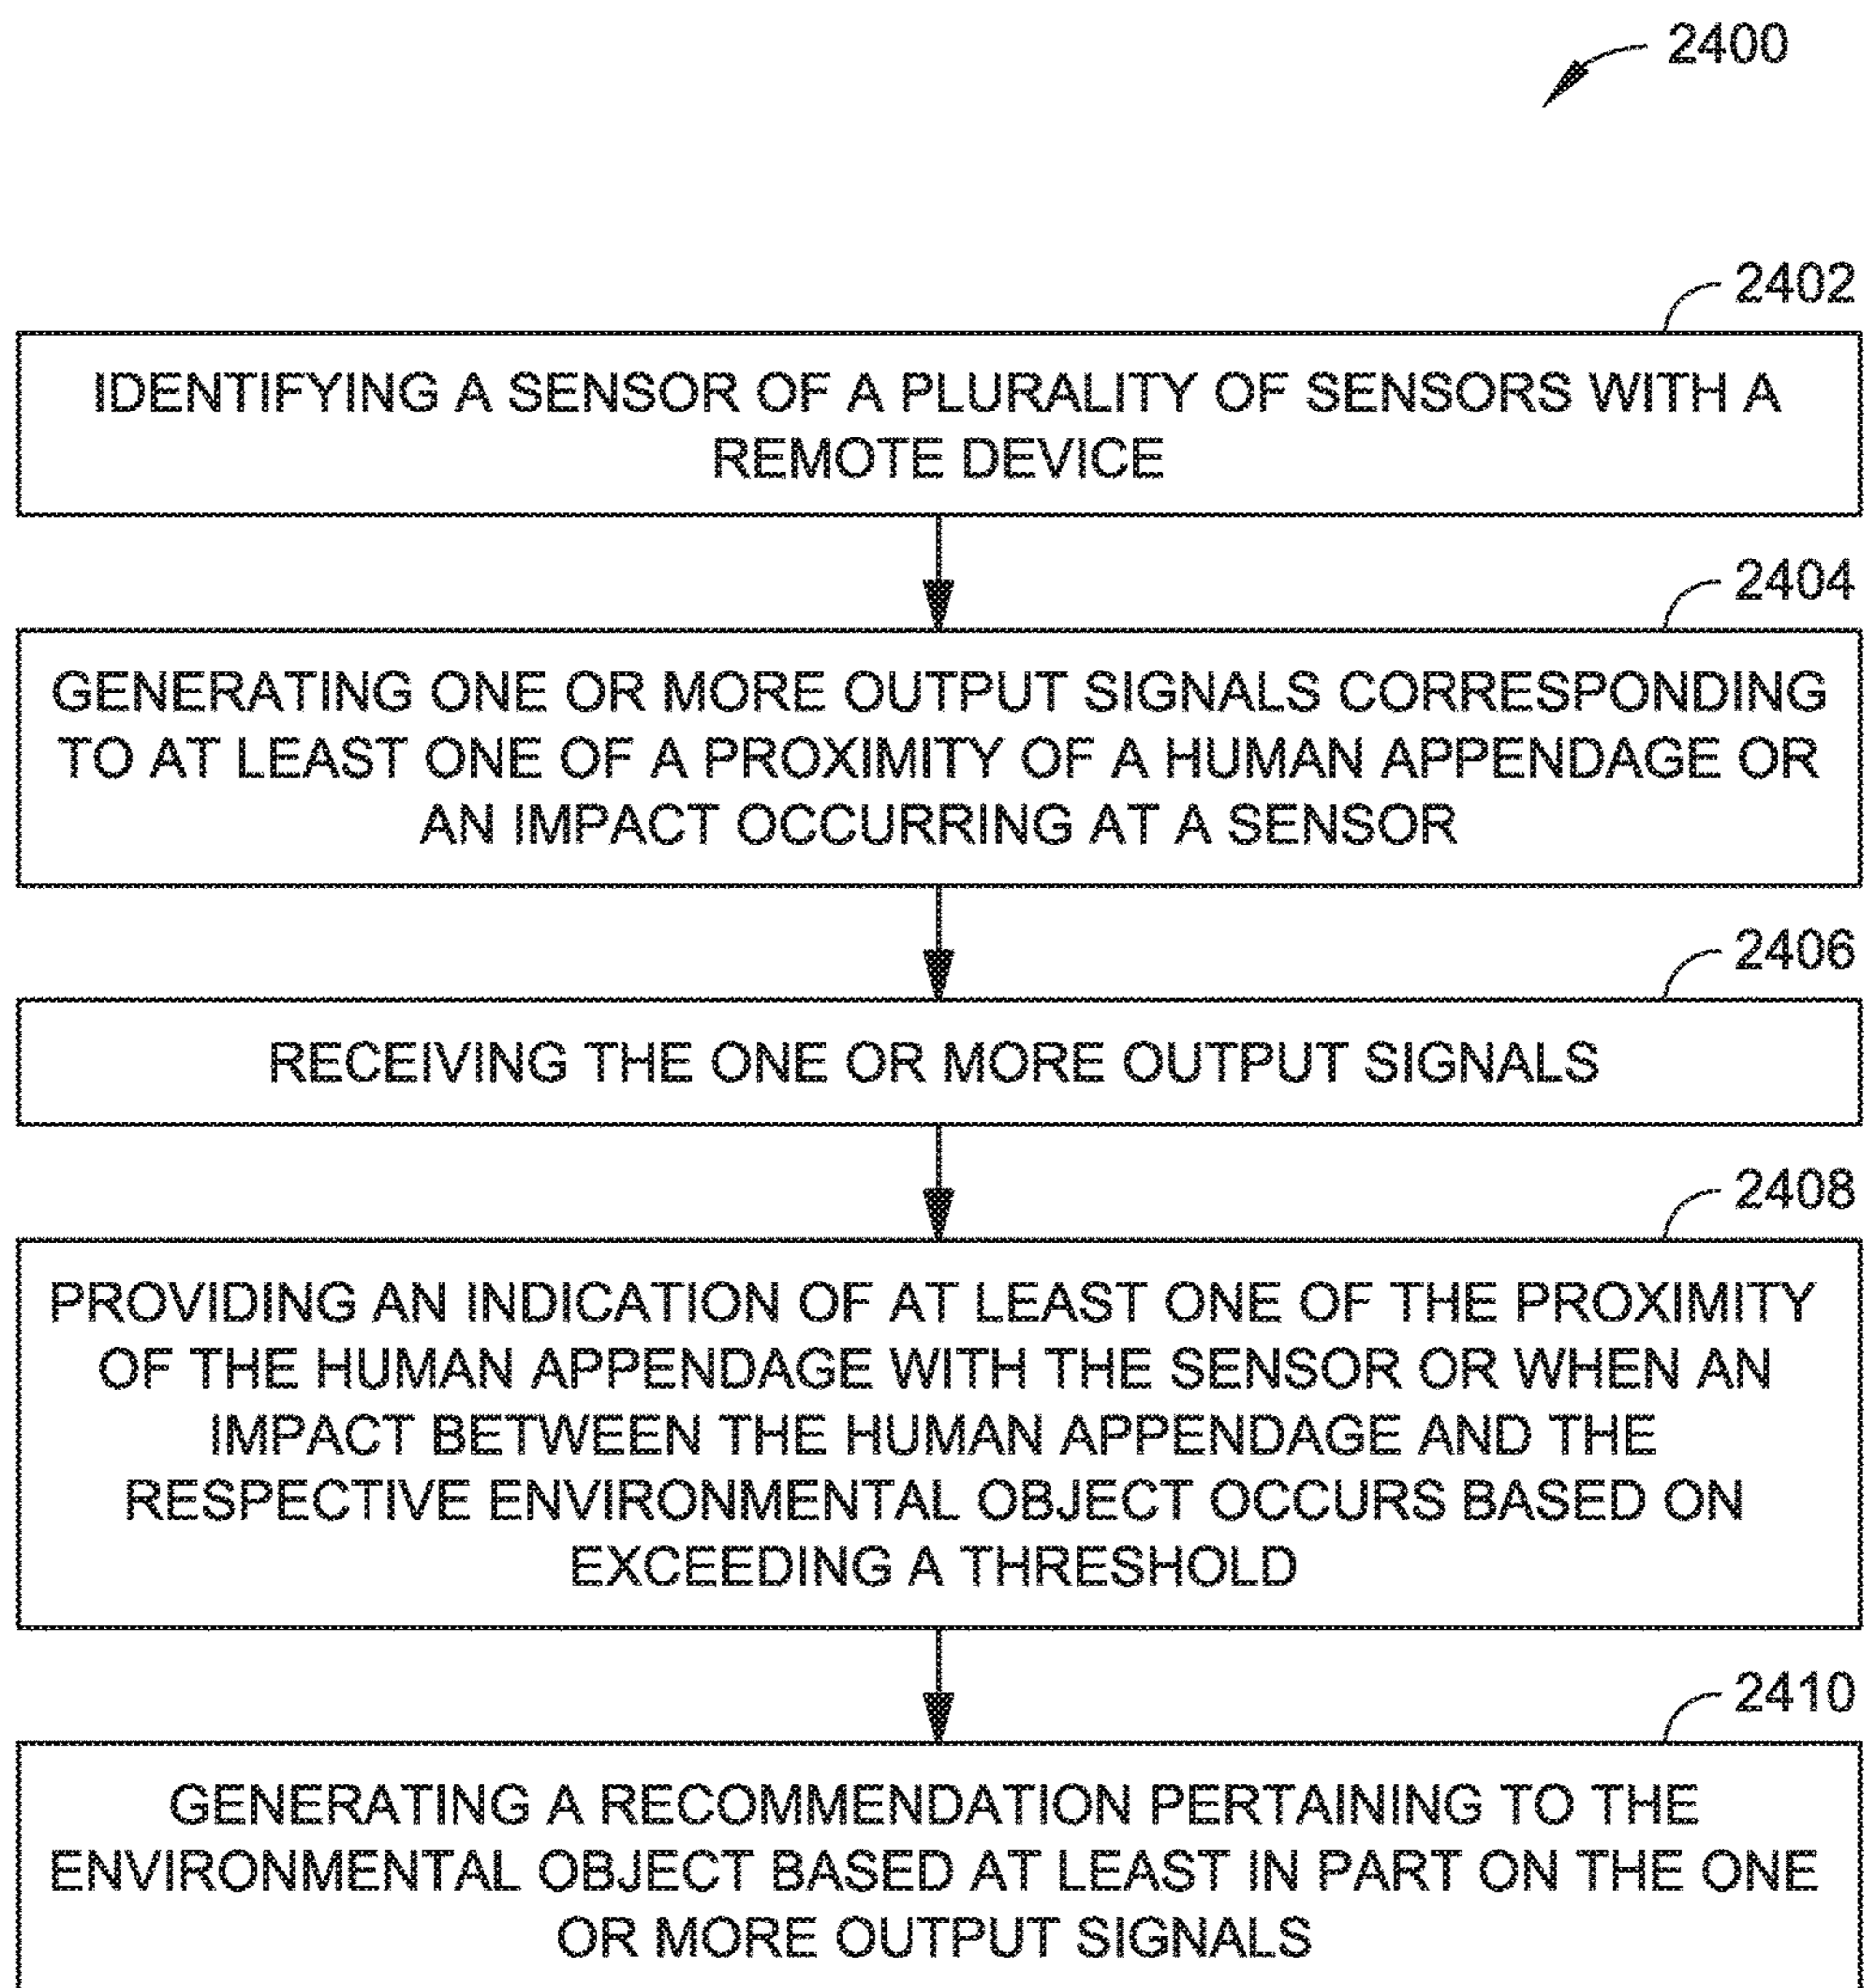 2400
2402
IDENTIFYING A SENSOR OF A PLURALITY OF SENSORS WITH A
REMOTE DEVICE
2404
GENERATING ONE OR MORE OUTPUT SIGNALS CORRESPONDING
TO AT LEAST ONE OF A PROXIMITY OF A HUMAN APPENDAGE OR
AN IMPACT OCCURRING AT A SENSOR
2406
RECEIVING THE ONE OR MORE OUTPUT SIGNALS
2408
PROVIDING AN INDICATION OF AT LEAST ONE OF THE PROXIMITY
OF THE HUMAN APPENDAGE WITH THE SENSOR OR WHEN AN
IMPACT BETWEEN THE HUMAN APPENDAGE AND THE
RESPECTIVE ENVIRONMENTAL OBJECT OCCURS BASED ON
EXCEEDING A THRESHOLD
2410
GENERATING A RECOMMENDATION PERTAINING TO THE
ENVIRONMENTAL OBJECT BASED AT LEAST IN PART ON THE ONE
OR MORE OUTPUT SIGNALS